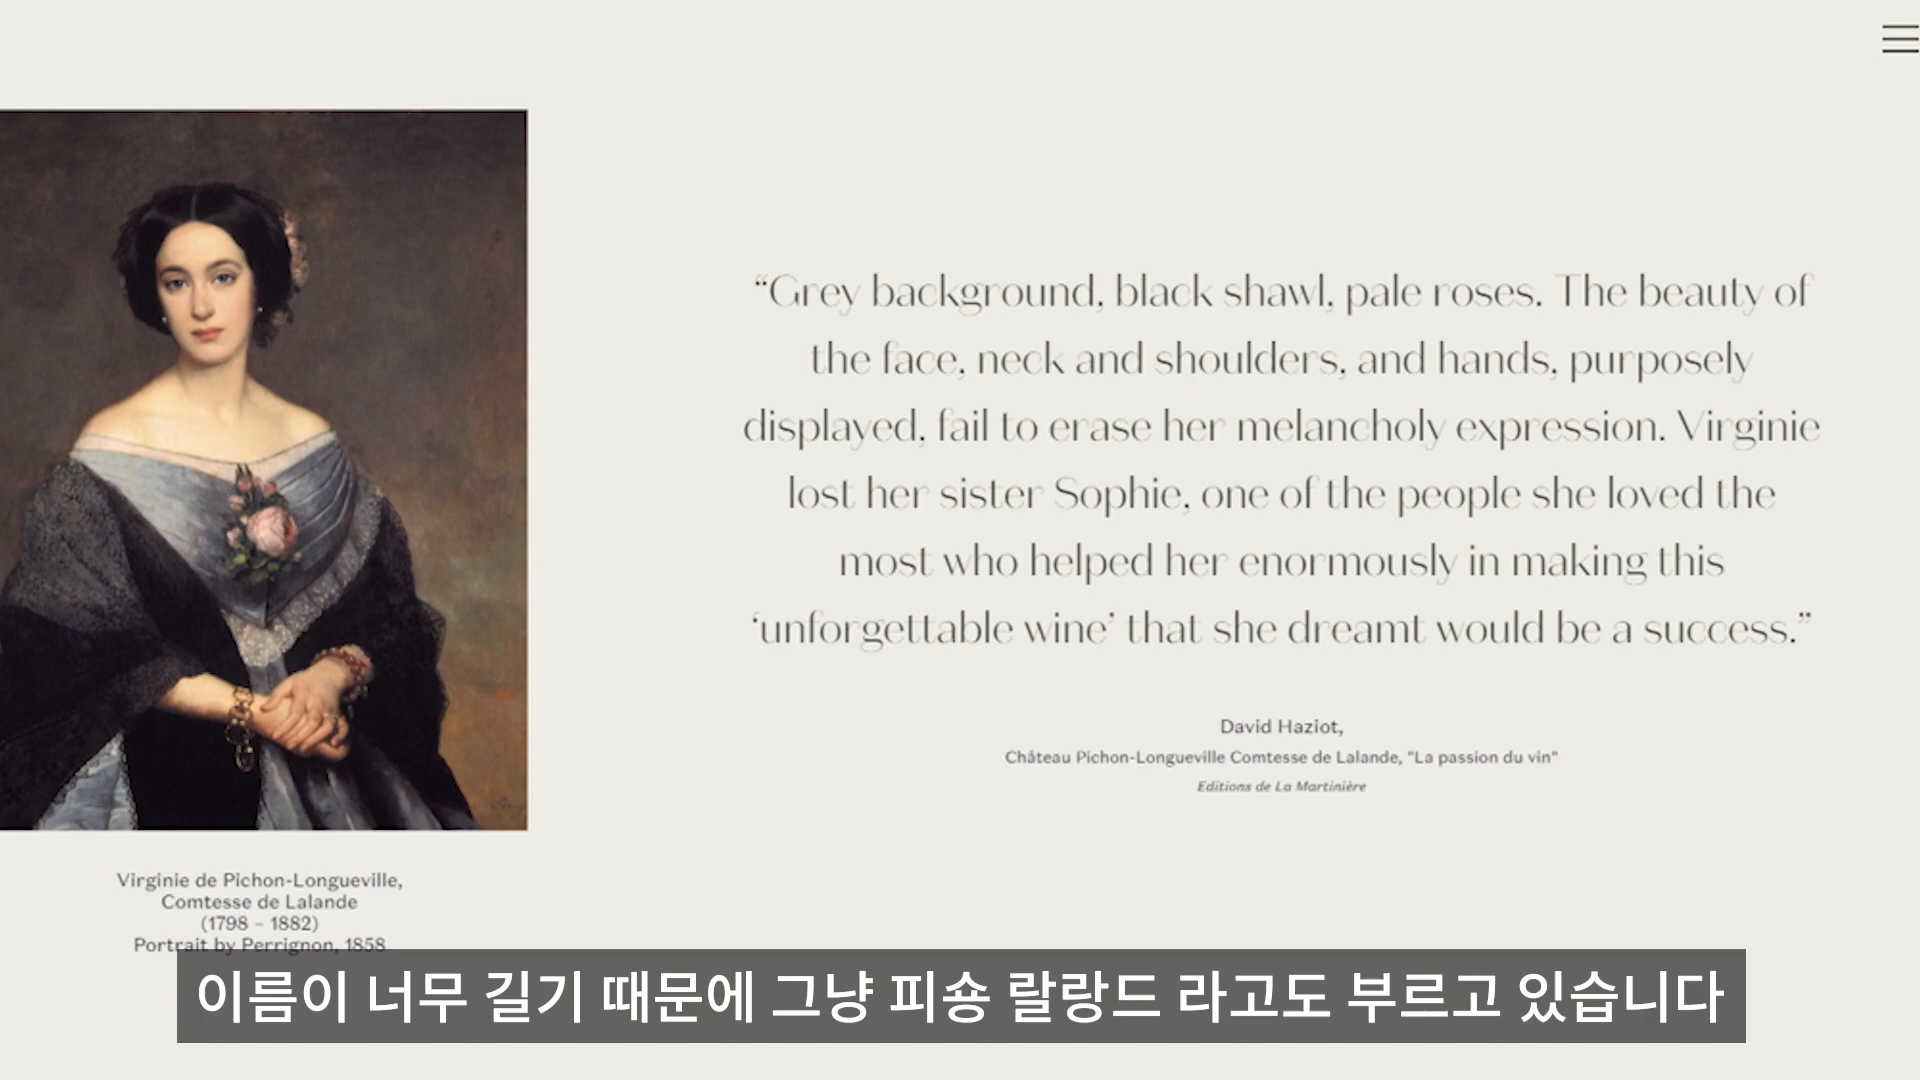 “Grey background, black shawl, pale roses. The beauty of
the face, neck and shoulders, and hands, purposely
displayed, fail to erase her melancholy expression. Virginie
lost her sister Sophie, one of the people she loved the
most who helped her enormously in making this
‘unforgettable wine’ that she dreamt would be a success.”
David Haziot,
Château Pichon-Longueville Comtesse de Lalande, "La passion du vin"
Editions de La Martinière
Virginie de Pichon-Longueville,
Comtesse de Lalande
(1798 – 1882)
Portrait by Perrignon, 1858
이름이 너무 길기 때문에 그냥 피숑 랄랑드 라고도 부르고 있습니다